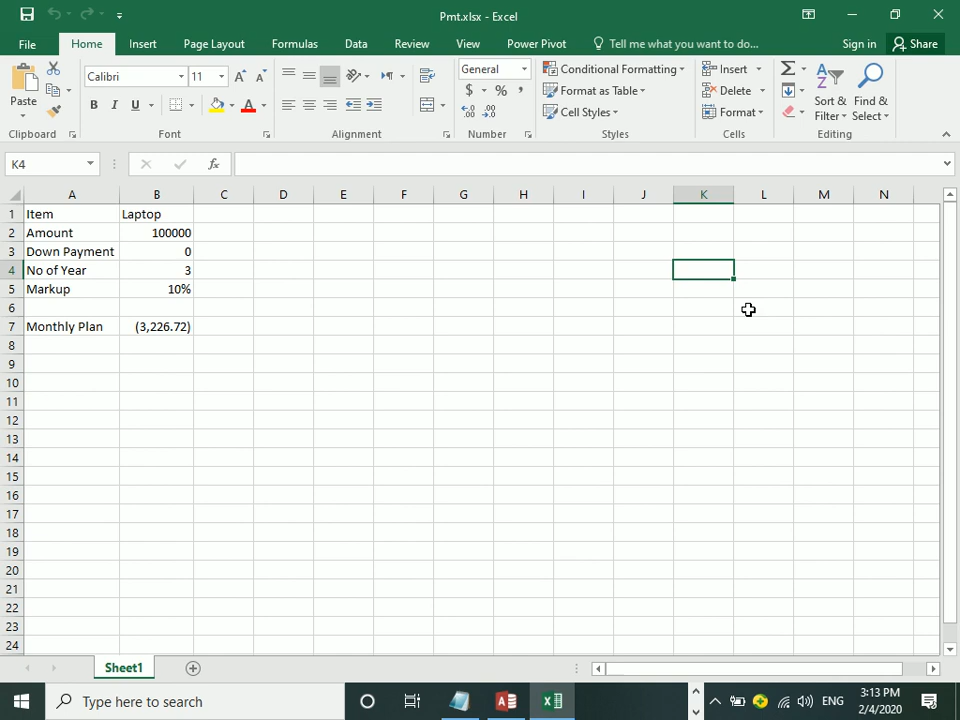 Pmt.xlsx - Excel
File Home Insert Page Layout Formulas Data Review View Power Pivot Tell me what you want to do... Sign in Share
Paste
Clipboard
Calibri 11
B I U A
Font
Alignment
General
$ % ,
Number
Conditional Formatting
Format as Table
Cell Styles
Styles
Insert
Delete
Format
Cells
Sort & Filter
Find & Select
Editing
K4 fx
A B C D E F G H I J K L M N
1 Item Laptop
2 Amount 100000
3 Down Payment 0
4 No of Year 3
5 Markup 10%
6
7 Monthly Plan (3,226.72)
8
9
10
11
12
13
14
15
16
17
18
19
20
21
22
23
24
Sheet1
Type here to search
ENG
3:13 PM
2/4/2020